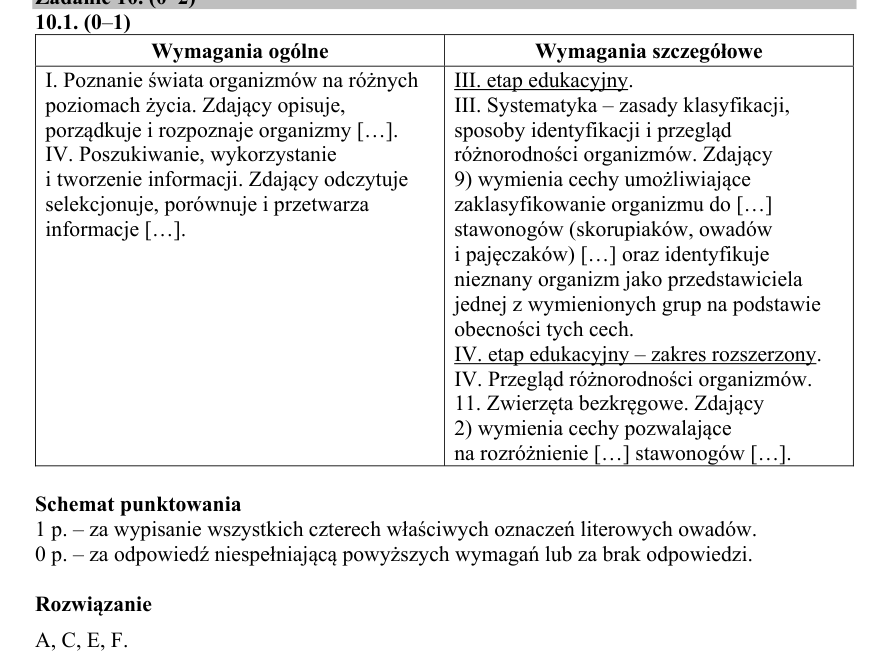 Zadanie 10. (0–2)
10.1. (0–1)
Wymagania ogólne
I. Poznanie świata organizmów na różnych
poziomach życia. Zdający opisuje,
porządkuje i rozpoznaje organizmy […].
IV. Poszukiwanie, wykorzystanie
i tworzenie informacji. Zdający odczytuje
selekcjonuje, porównuje i przetwarza
informacje […].
Wymagania szczegółowe
III. etap edukacyjny.
III. Systematyka – zasady klasyfikacji,
sposoby identyfikacji i przegląd
różnorodności organizmów. Zdający
9) wymienia cechy umożliwiające
zaklasyfikowanie organizmu do […]
stawonogów (skorupiaków, owadów
i pajęczaków) […] oraz identyfikuje
nieznany organizm jako przedstawiciela
jednej z wymienionych grup na podstawie
obecności tych cech.
IV. etap edukacyjny – zakres rozszerzony.
IV. Przegląd różnorodności organizmów.
11. Zwierzęta bezkręgowe. Zdający
2) wymienia cechy pozwalające
na rozróżnienie […] stawonogów […].
Schemat punktowania
1 p. – za wypisanie wszystkich czterech właściwych oznaczeń literowych owadów.
0 p. – za odpowiedź niespełniającą powyższych wymagań lub za brak odpowiedzi.
Rozwiązanie
A, C, E, F.